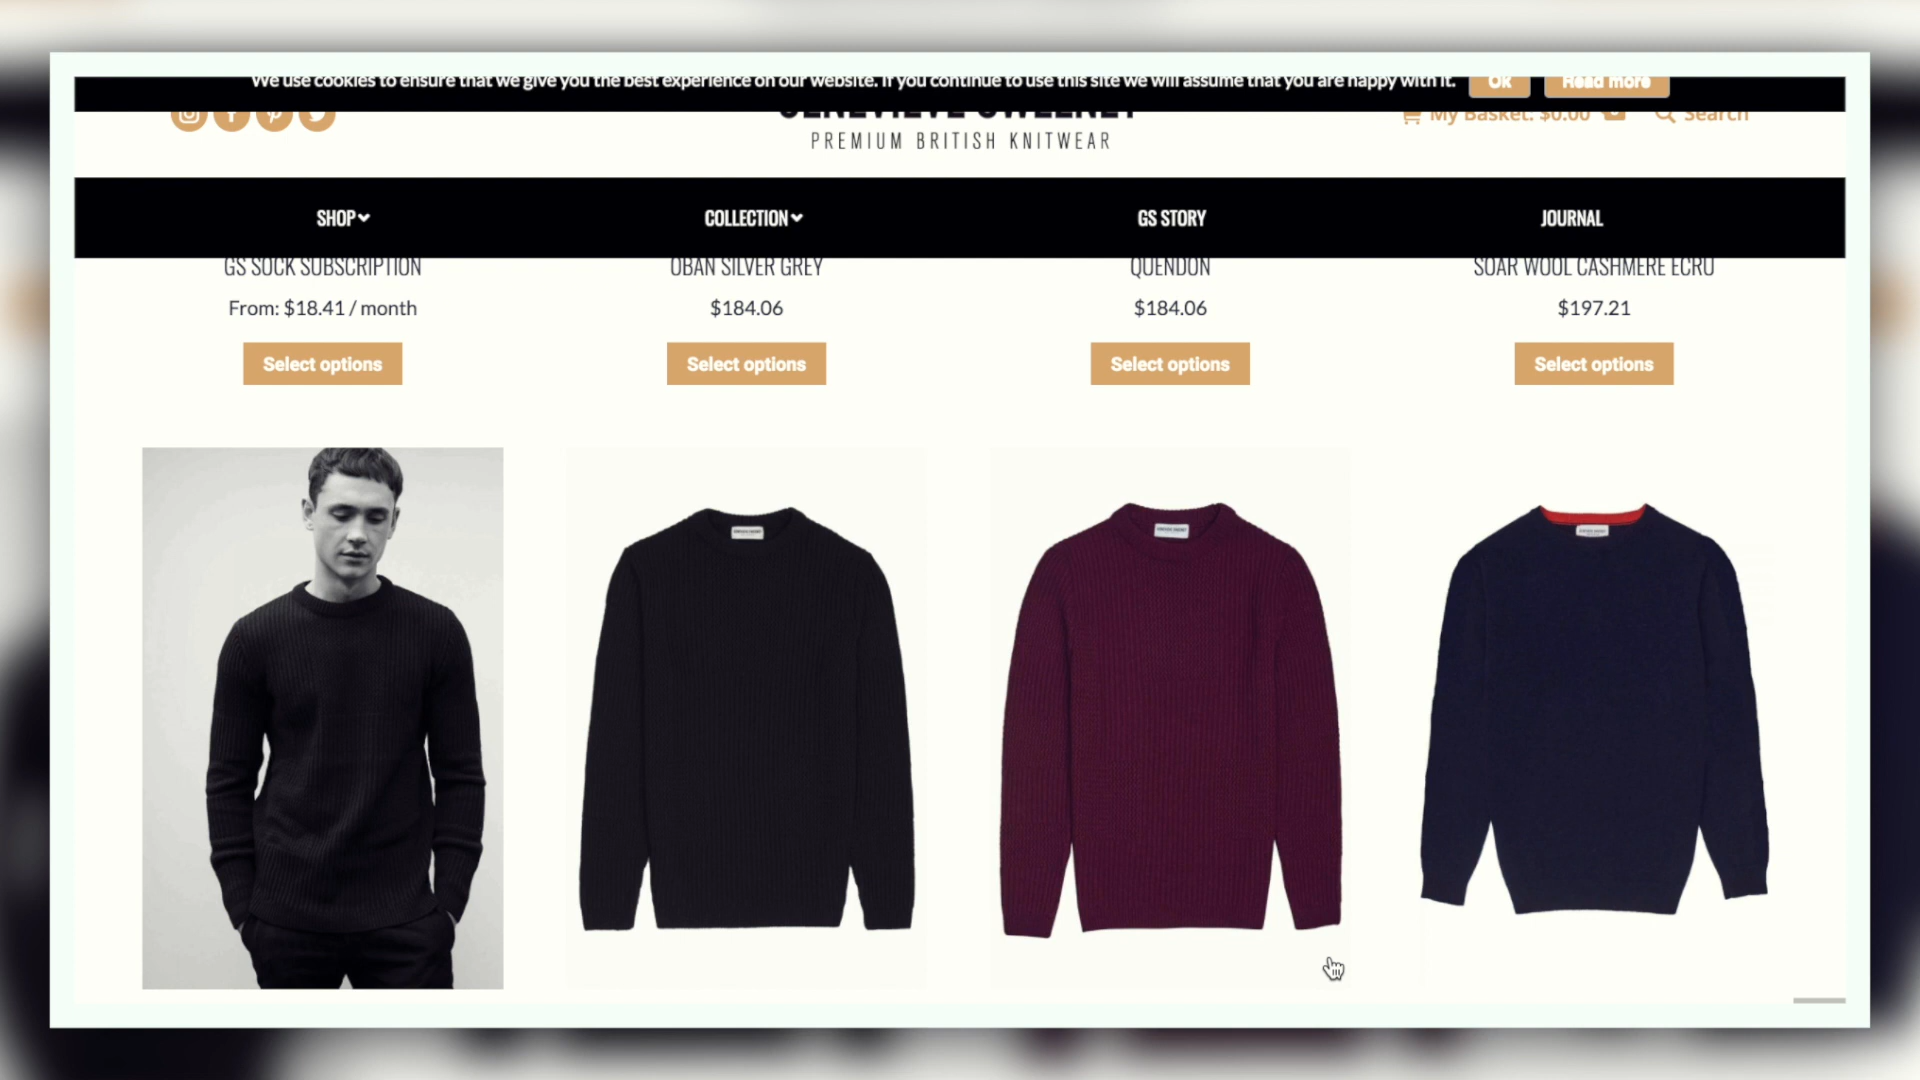 We use cookies to ensure that we give you the best experience on our website. If you continue to use this site we will assume that you are happy with it. Ok Read more
GENEVIEVE SWEENEY
My Basket: $0.00 Search
PREMIUM BRITISH KNITWEAR
SHOP COLLECTION GS STORY JOURNAL
GS SOCK SUBSCRIPTION OBAN SILVER GREY QUENDON SOAR WOOL CASHMERE ECRU
From: $18.41 / month $184.06 $184.06 $197.21
Select options Select options Select options Select options